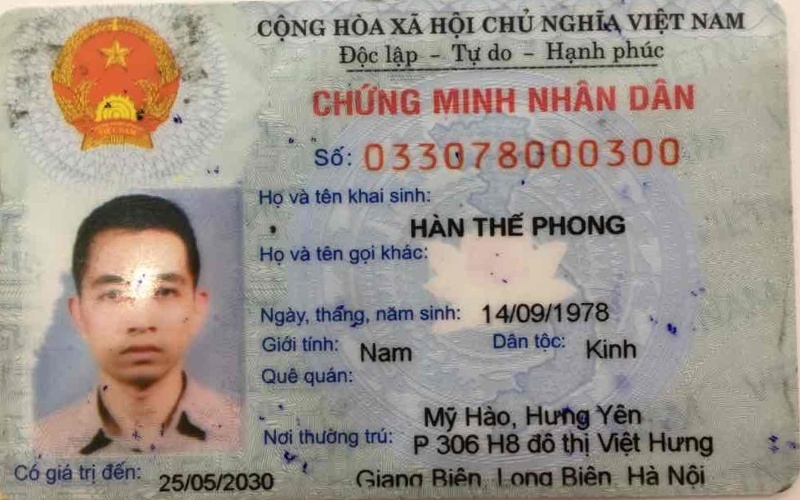 CỘNG HÒA XÃ HỘI CHỦ NGHĨA VIỆT NAM
Độc lập - Tự do - Hạnh phúc
CHỨNG MINH NHÂN DÂN
Số: 033078000300
Họ và tên khai sinh:
HÀN THẾ PHONG
Họ và tên gọi khác:
Ngày, tháng, năm sinh: 14/09/1978
Giới tính: Nam Dân tộc: Kinh
Quê quán:
Mỹ Hào, Hưng Yên
Nơi thường trú: P 306 H8 đô thị Việt Hưng
Giang Biên, Long Biên, Hà Nội
Có giá trị đến: 25/05/2030